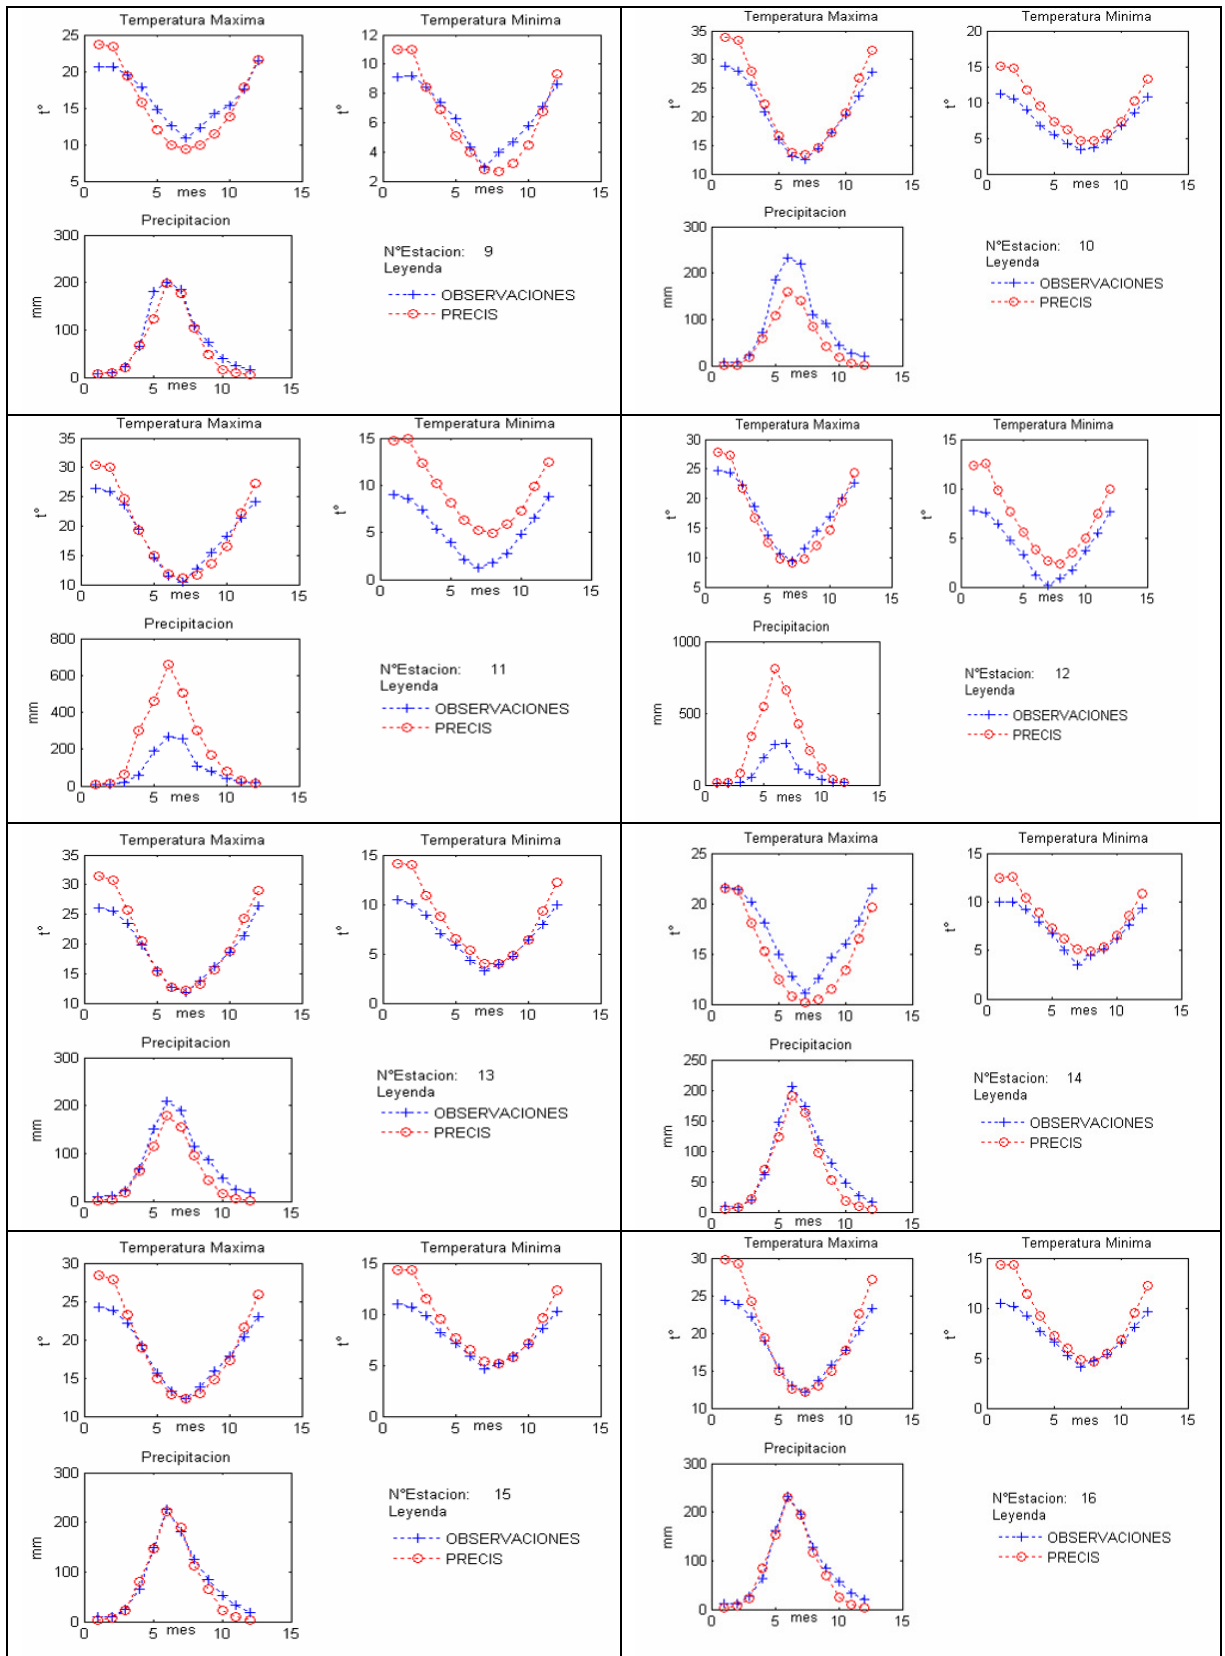 Temperatura Maxima
25
20
15
10
5
0
5
mes
10
15
t°
Temperatura Minima
12
10
8
6
4
2
0
5
mes
10
15
t°
Precipitacion
300
200
100
0
0
5
mes
10
15
mm
N°Estacion: 9
Leyenda
OBSERVACIONES
PRECIS
Temperatura Maxima
35
30
25
20
15
10
0
5
mes
10
15
t°
Temperatura Minima
20
15
10
5
0
0
5
mes
10
15
t°
Precipitacion
300
200
100
0
0
5
mes
10
15
mm
N°Estacion: 10
Leyenda
OBSERVACIONES
PRECIS
Temperatura Maxima
35
30
25
20
15
10
0
5
mes
10
15
t°
Temperatura Minima
15
10
5
0
0
5
mes
10
15
t°
Precipitacion
800
600
400
200
0
0
5
mes
10
15
mm
N°Estacion: 11
Leyenda
OBSERVACIONES
PRECIS
Temperatura Maxima
30
25
20
15
10
5
0
5
mes
10
15
t°
Temperatura Minima
15
10
5
0
0
5
mes
10
15
t°
Precipitacion
1000
500
0
0
5
mes
10
15
mm
N°Estacion: 12
Leyenda
OBSERVACIONES
PRECIS
Temperatura Maxima
35
30
25
20
15
10
0
5
mes
10
15
t°
Temperatura Minima
15
10
5
0
0
5
mes
10
15
t°
Precipitacion
300
200
100
0
0
5
mes
10
15
mm
N°Estacion: 13
Leyenda
OBSERVACIONES
PRECIS
Temperatura Maxima
25
20
15
10
0
5
mes
10
15
t°
Temperatura Minima
15
10
5
0
0
5
mes
10
15
t°
Precipitacion
250
200
150
100
50
0
0
5
mes
10
15
mm
N°Estacion: 14
Leyenda
OBSERVACIONES
PRECIS
Temperatura Maxima
30
25
20
15
10
0
5
mes
10
15
t°
Temperatura Minima
15
10
5
0
0
5
mes
10
15
t°
Precipitacion
300
200
100
0
0
5
mes
10
15
mm
N°Estacion: 15
Leyenda
OBSERVACIONES
PRECIS
Temperatura Maxima
30
25
20
15
10
0
5
mes
10
15
t°
Temperatura Minima
15
10
5
0
0
5
mes
10
15
t°
Precipitacion
300
200
100
0
0
5
mes
10
15
mm
N°Estacion: 16
Leyenda
OBSERVACIONES
PRECIS